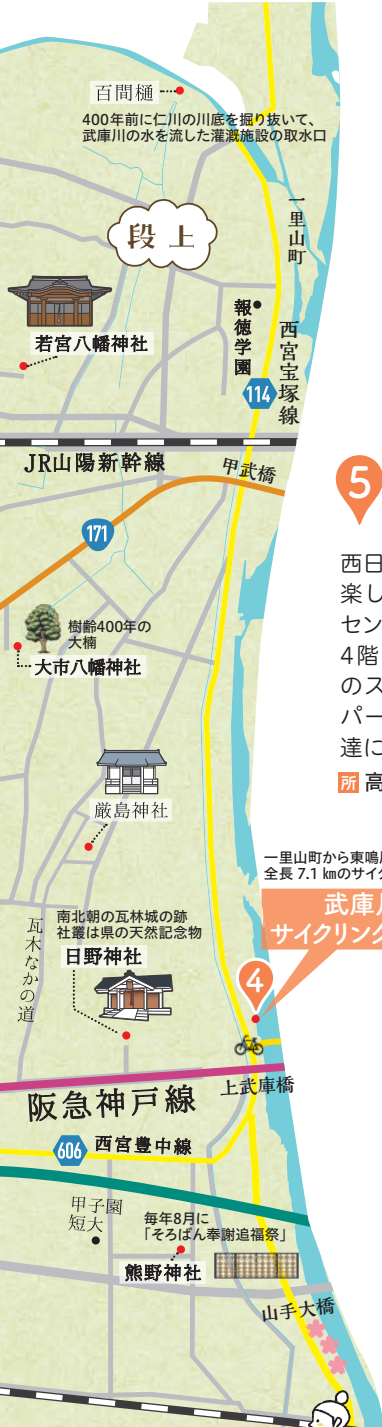 百間樋
400年前に仁川の川底を掘り抜いて、
武庫川の水を流した灌漑施設の取水口
段上
一里山町
若宮八幡神社
報徳学園
西宮宝塚線
114
JR山陽新幹線
甲武橋
171
5
西日
楽し
セン
4階
のス
パー
達に
所 高
樹齢400年の
大楠
大市八幡神社
厳島神社
一里山町から東鳴
全長 7.1 ㎞のサイク
武庫川
サイクリング
4
南北朝の瓦林城の跡
社叢は県の天然記念物
日野神社
瓦木なかの道
上武庫橋
阪急神戸線
606
西宮豊中線
甲子園
短大
毎年8月に
「そろばん奉謝追福祭」
熊野神社
山手大橋